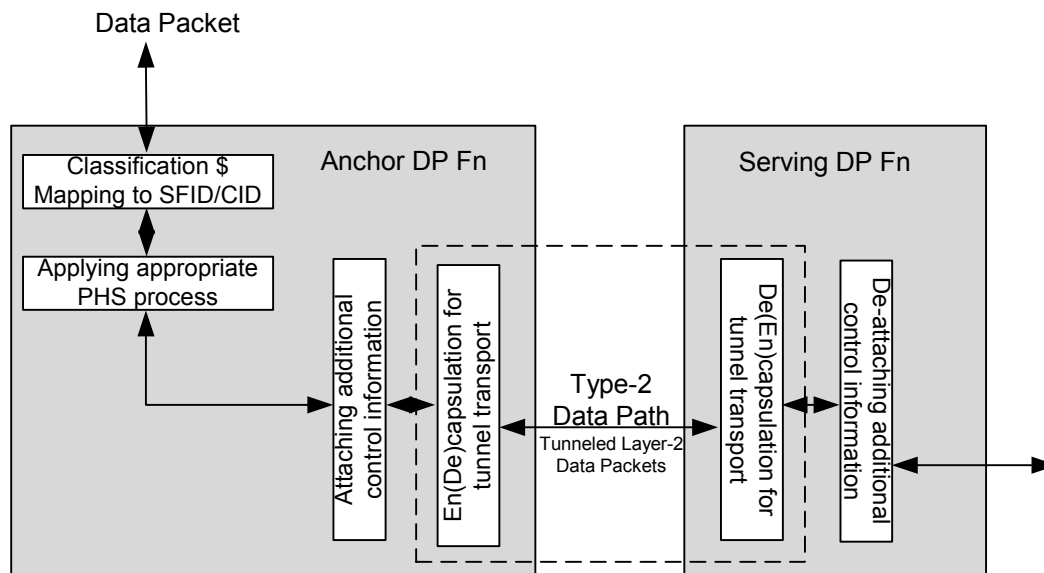 Data Packet
Anchor DP Fn
Classification $
Mapping to SFID/CID
Applying appropriate
PHS process
Attaching additional
control information
En(De)capsulation for
tunnel transport
Type-2
Data Path
Tunneled Layer-2
Data Packets
Serving DP Fn
De(En)capsulation for
tunnel transport
De-attaching additional
control information